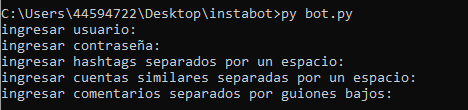 C:\Users\44594722\Desktop\instabot>py bot.py
ingresar usuario:
ingresar contraseña:
ingresar hashtags separados por un espacio:
ingresar cuentas similares separadas por un espacio:
ingresar comentarios separados por guiones bajos: